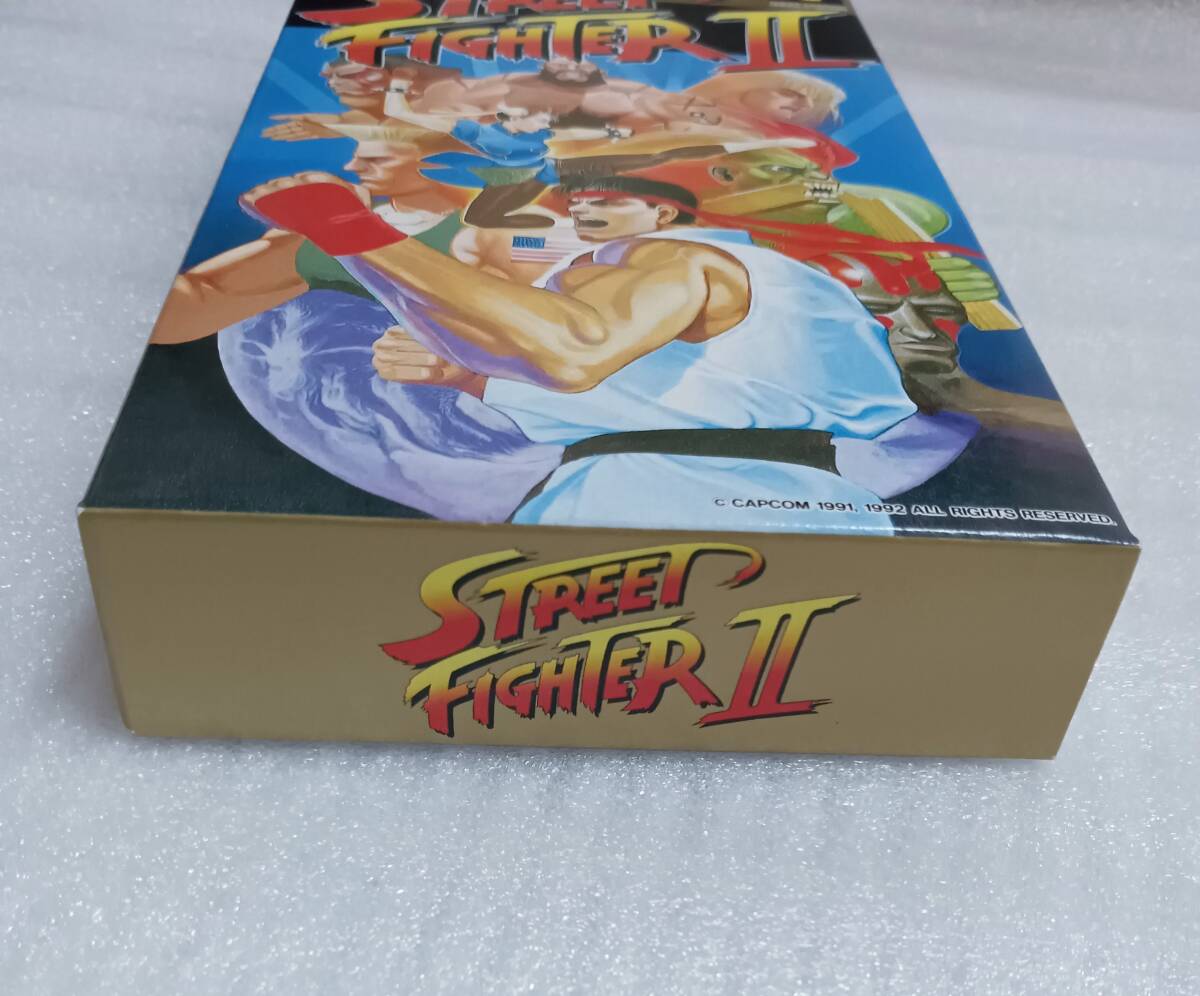 STREET
FIGHTER II
© CAPCOM 1991, 1992 ALL RIGHTS RESERVED.
STREET
FIGHTER II